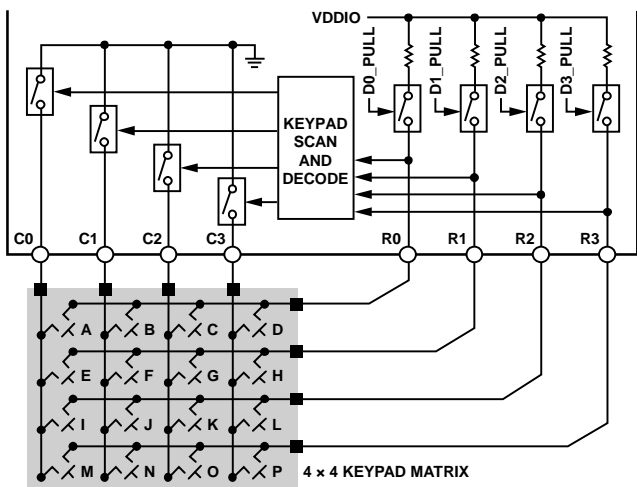 VDDIO
D0_PULL
D1_PULL
D2_PULL
D3_PULL
KEYPAD
SCAN
AND
DECODE
C0 C1 C2 C3 R0 R1 R2 R3
A B C D
E F G H
I J K L
M N O P 4 × 4 KEYPAD MATRIX